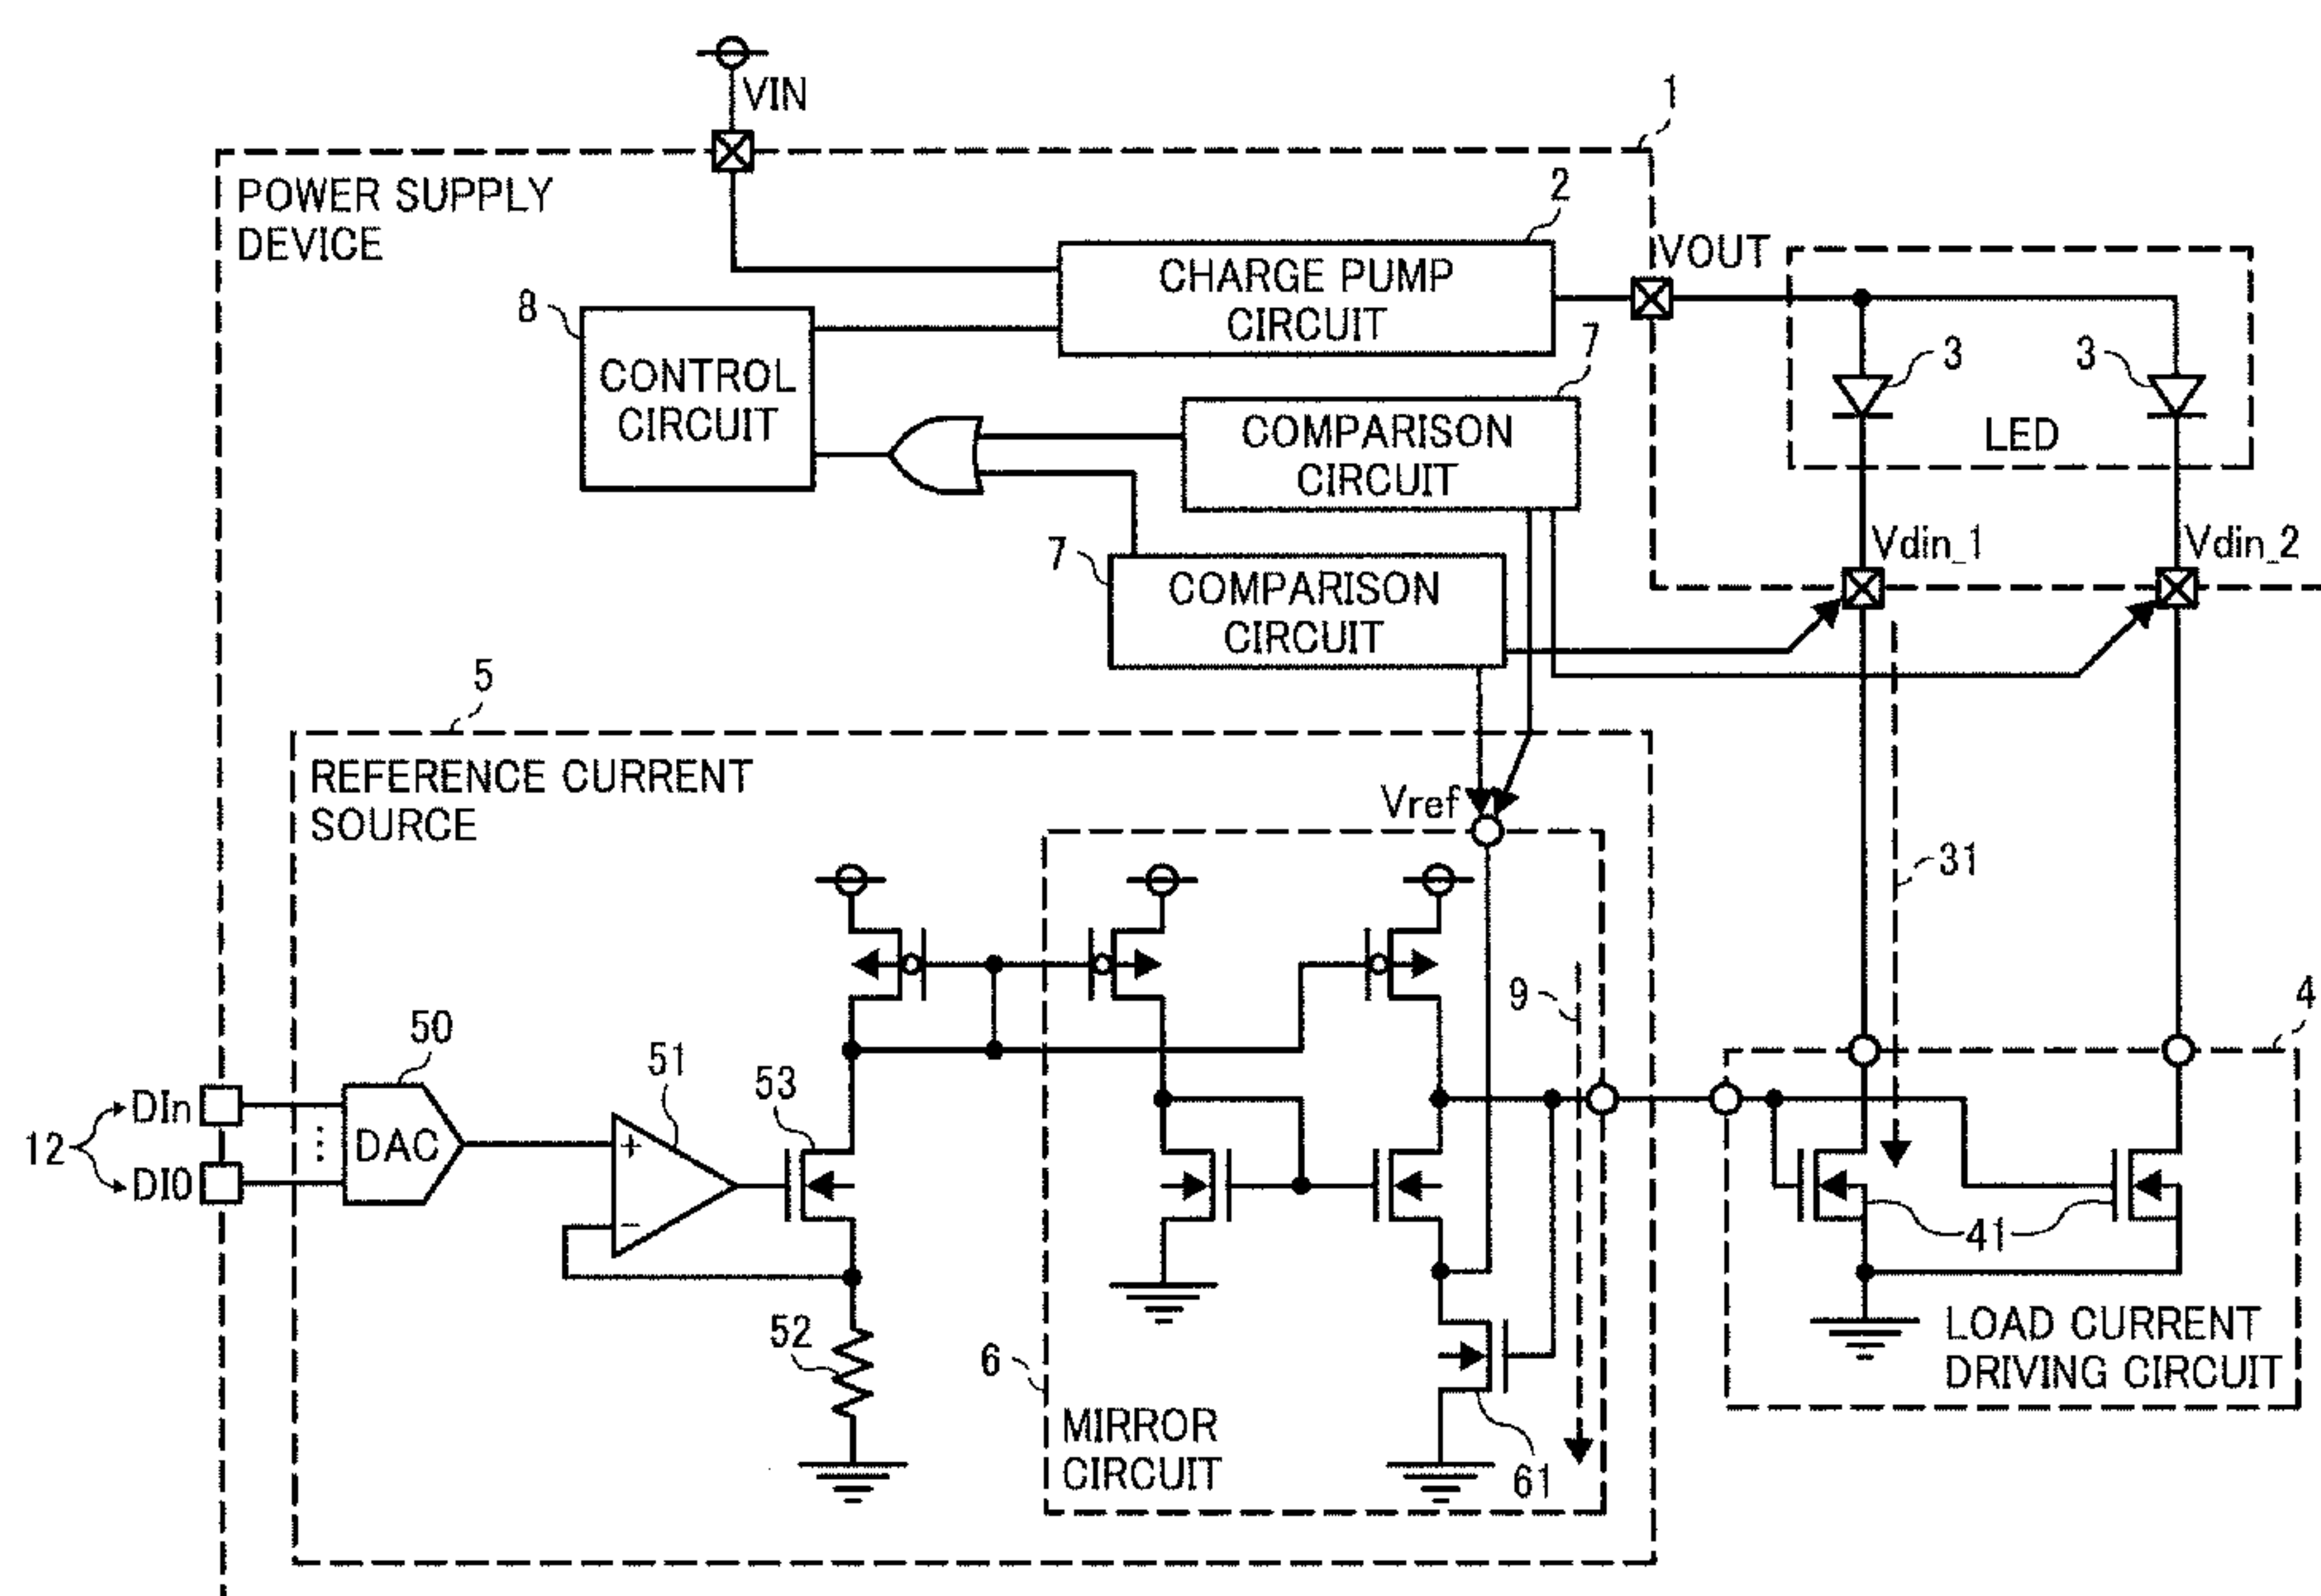 VIN
1
POWER SUPPLY
DEVICE
2
VOUT
CHARGE PUMP
CIRCUIT
8
7
CONTROL
CIRCUIT
3
3
LED
COMPARISON
CIRCUIT
Vdin_1
Vdin_2
7
COMPARISON
CIRCUIT
5
REFERENCE CURRENT
SOURCE
Vref
31
9
4
50
51
53
12
DIn
DI0
DAC
+
−
41
52
6
61
MIRROR
CIRCUIT
LOAD CURRENT
DRIVING CIRCUIT